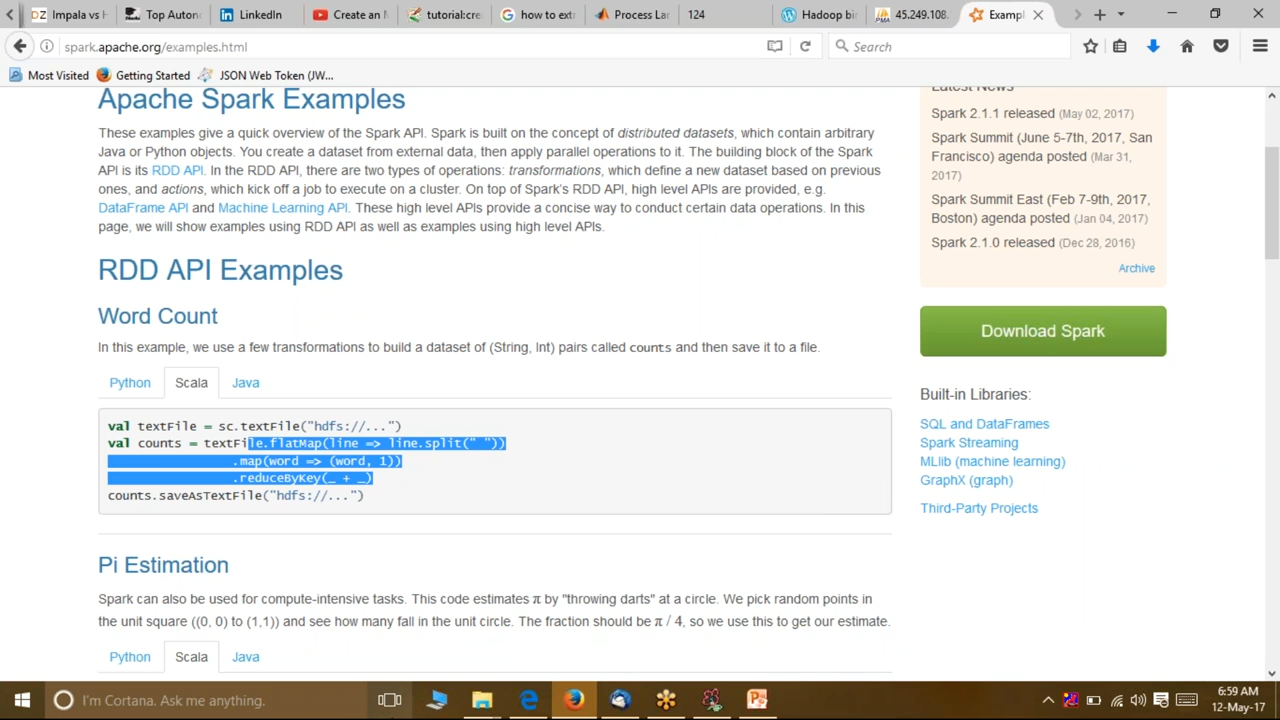 Impala vs H
Top Auton
LinkedIn
Create an M
tutorial:cre
how to ext
Process Lar
124
Hadoop bin
45.249.108.
Exampl
spark.apache.org/examples.html
Search
Most Visited
Getting Started
JSON Web Token (JW...
Apache Spark Examples
These examples give a quick overview of the Spark API. Spark is built on the concept of distributed datasets, which contain arbitrary
Java or Python objects. You create a dataset from external data, then apply parallel operations to it. The building block of the Spark
API is its RDD API. In the RDD API, there are two types of operations: transformations, which define a new dataset based on previous
ones, and actions, which kick off a job to execute on a cluster. On top of Spark's RDD API, high level APIs are provided, e.g.
DataFrame API and Machine Learning API. These high level APIs provide a concise way to conduct certain data operations. In this
page, we will show examples using RDD API as well as examples using high level APIs.
RDD API Examples
Word Count
In this example, we use a few transformations to build a dataset of (String, Int) pairs called counts and then save it to a file.
Python
Scala
Java
val textFile = sc.textFile("hdfs://...")
val counts = textFile.flatMap(line => line.split(" "))
.map(word => (word, 1))
.reduceByKey(_ + _)
counts.saveAsTextFile("hdfs://...")
Pi Estimation
Spark can also be used for compute-intensive tasks. This code estimates π by "throwing darts" at a circle. We pick random points in
the unit square ((0, 0) to (1,1)) and see how many fall in the unit circle. The fraction should be π / 4, so we use this to get our estimate.
Python
Scala
Java
Latest News
Spark 2.1.1 released (May 02, 2017)
Spark Summit (June 5-7th, 2017, San
Francisco) agenda posted (Mar 31,
2017)
Spark Summit East (Feb 7-9th, 2017,
Boston) agenda posted (Jan 04, 2017)
Spark 2.1.0 released (Dec 28, 2016)
Archive
Download Spark
Built-in Libraries:
SQL and DataFrames
Spark Streaming
MLlib (machine learning)
GraphX (graph)
Third-Party Projects
I'm Cortana. Ask me anything.
6:59 AM
12-May-17